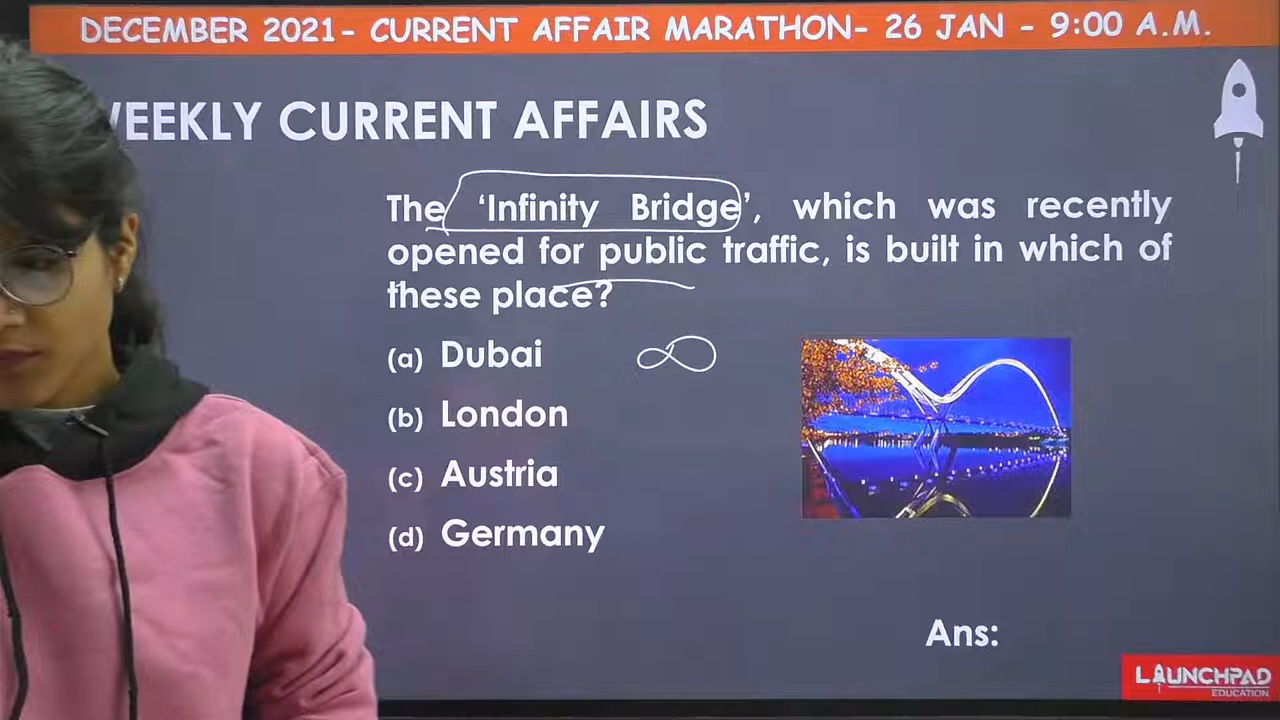 DECEMBER 2021- CURRENT AFFAIR MARATHON- 26 JAN - 9:00 A.M.
WEEKLY CURRENT AFFAIRS
The 'Infinity Bridge', which was recently
opened for public traffic, is built in which of
these place?
(a) Dubai
∞
(b) London
(c) Austria
(d) Germany
Ans:
LAUNCHPAD
EDUCATION